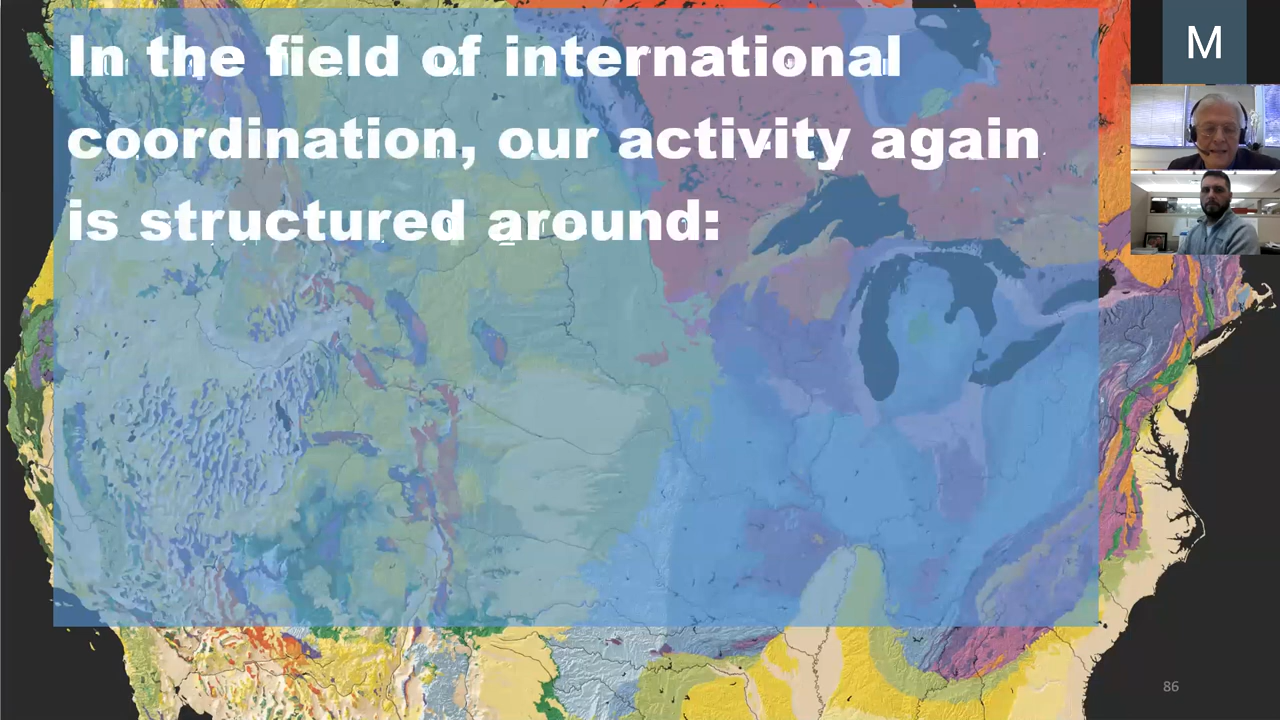 In the field of international
coordination, our activity again
is structured around:
M
86